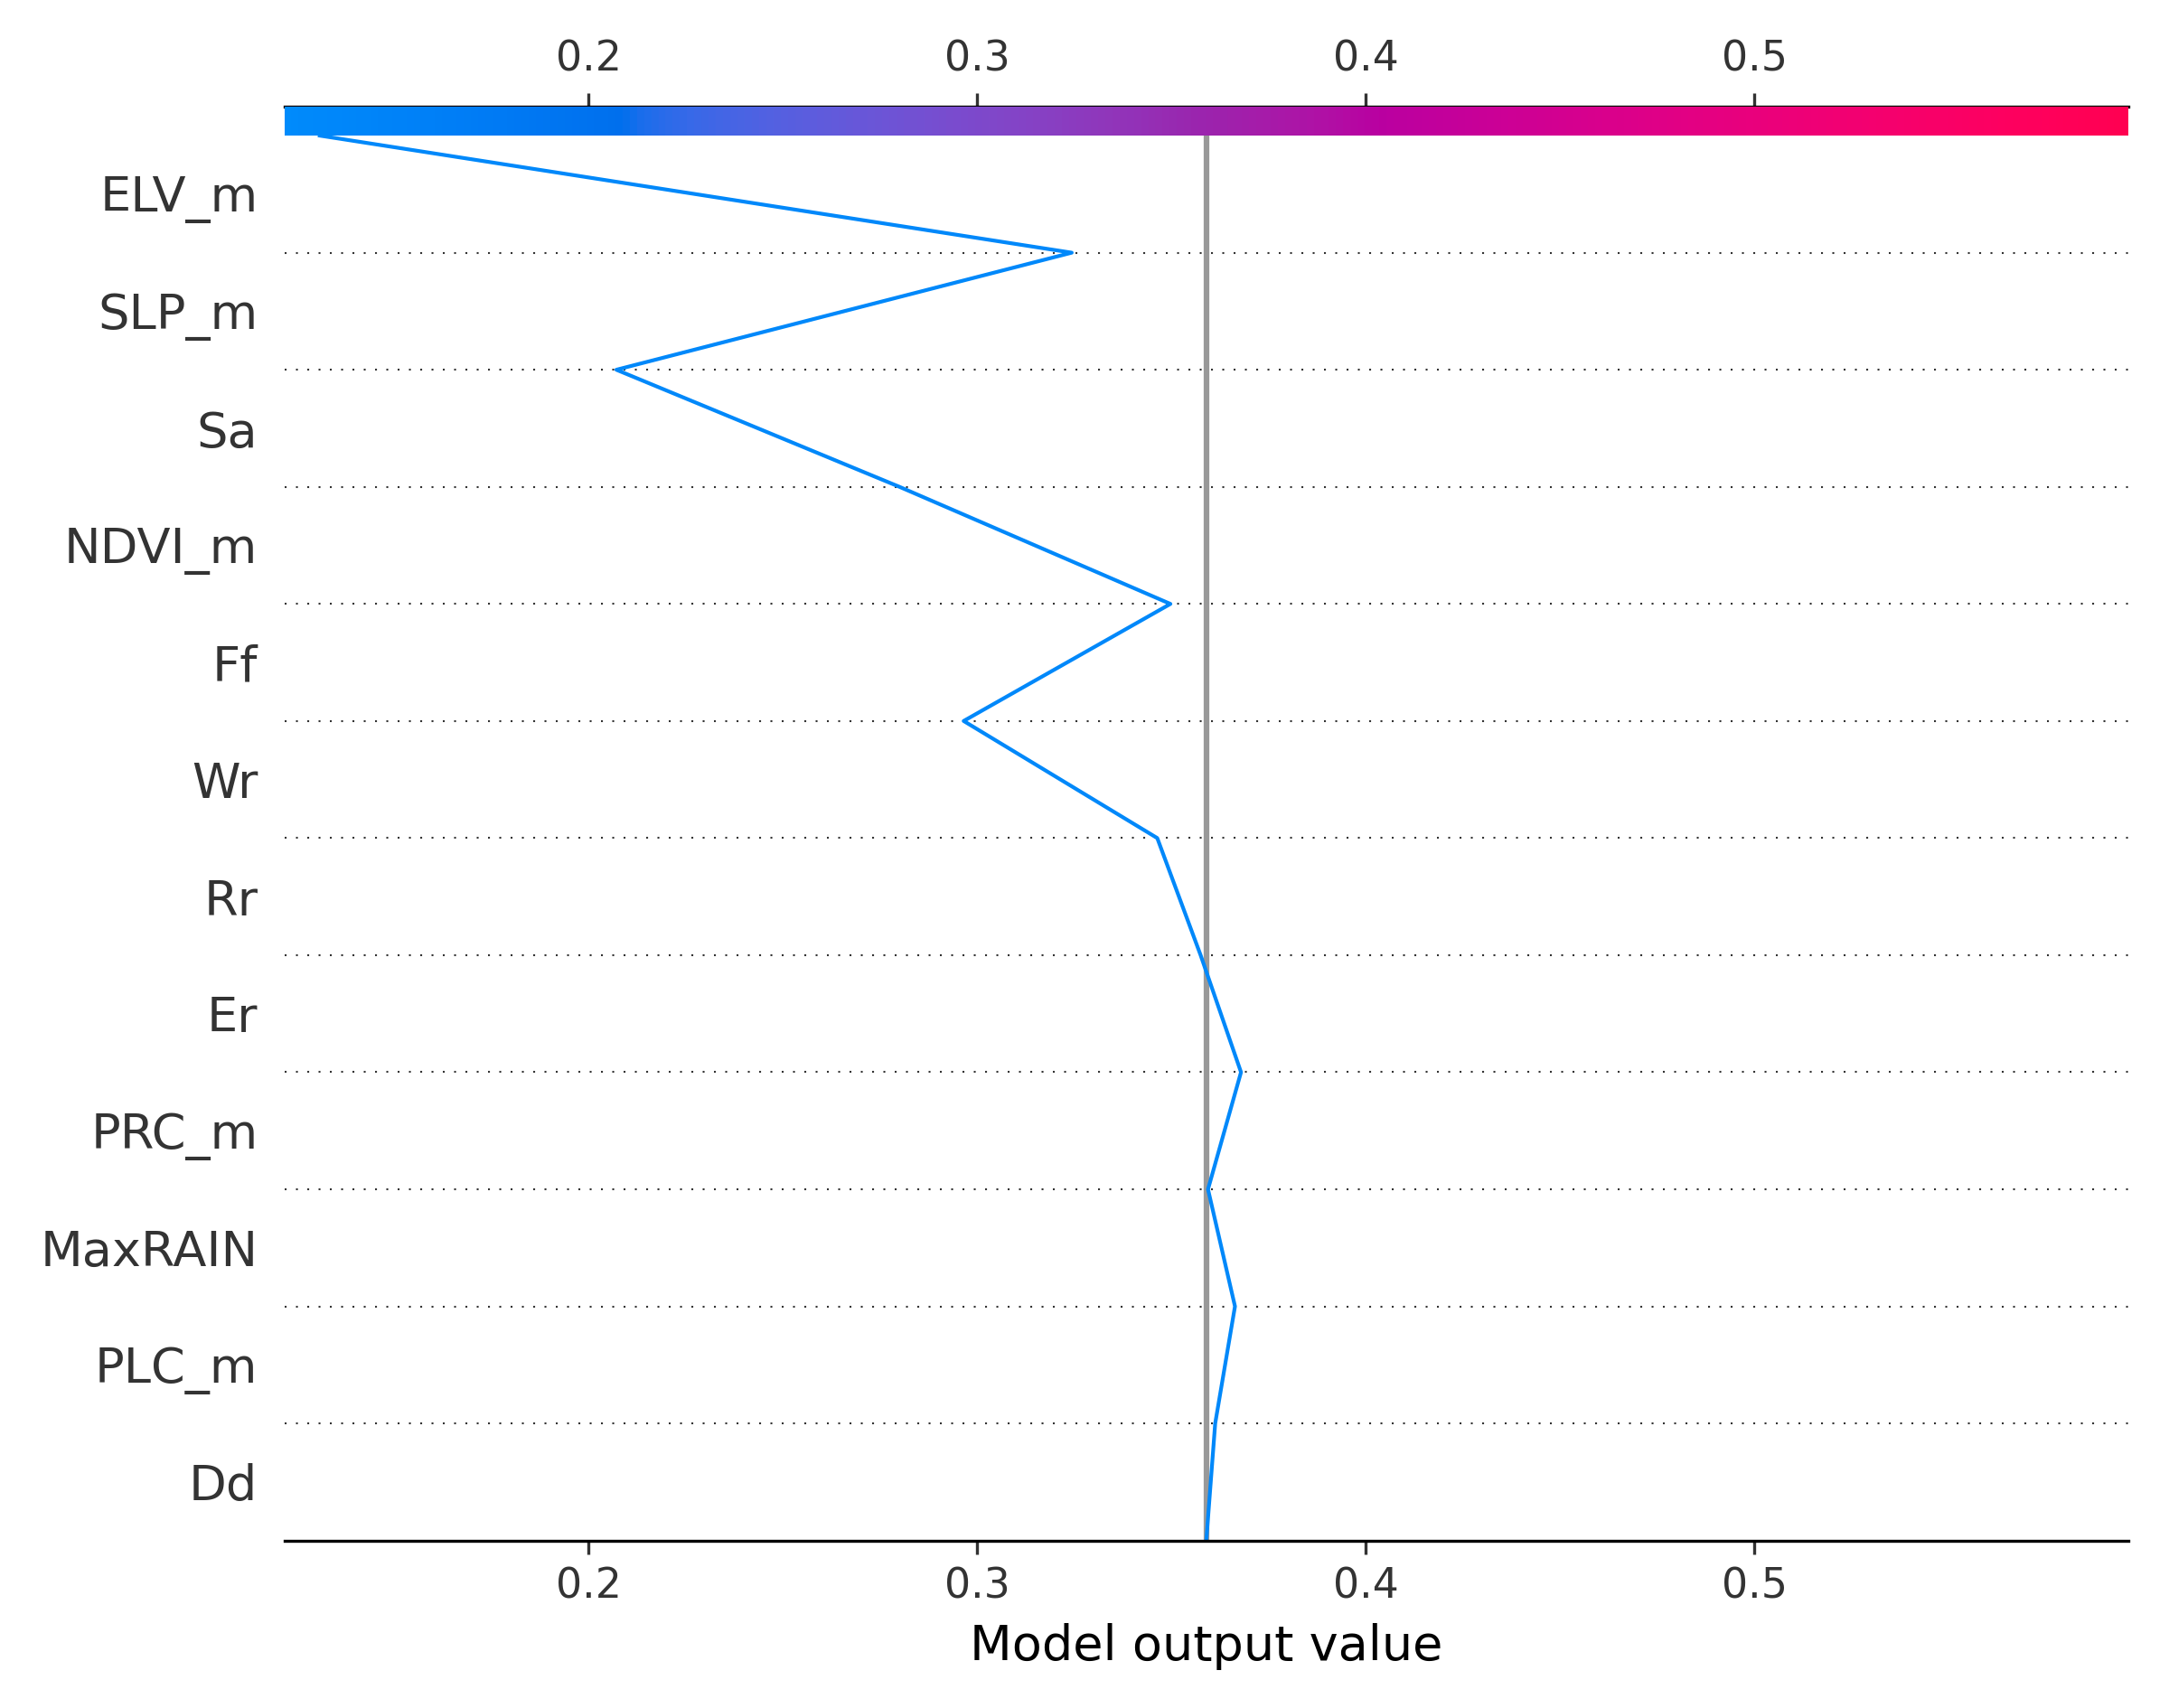 0.2 0.3 0.4 0.5
ELV_m
SLP_m
Sa
NDVI_m
Ff
Wr
Rr
Er
PRC_m
MaxRAIN
PLC_m
Dd
0.2 0.3 0.4 0.5
Model output value